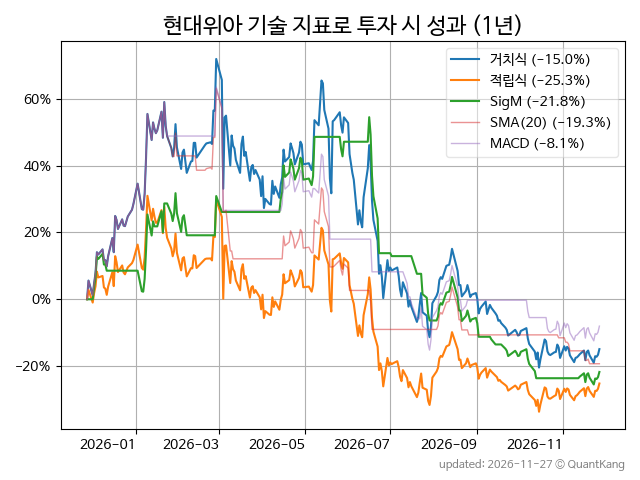 현대위아 기술 지표로 투자 시 성과 (1년)
거치식 (−15.0%)
적립식 (−25.3%)
SigM (−21.8%)
SMA(20) (−19.3%)
MACD (−8.1%)
60%
40%
20%
0%
−20%
2026-01 2026-03 2026-05 2026-07 2026-09 2026-11
updated: 2026-11-27 © QuantKang